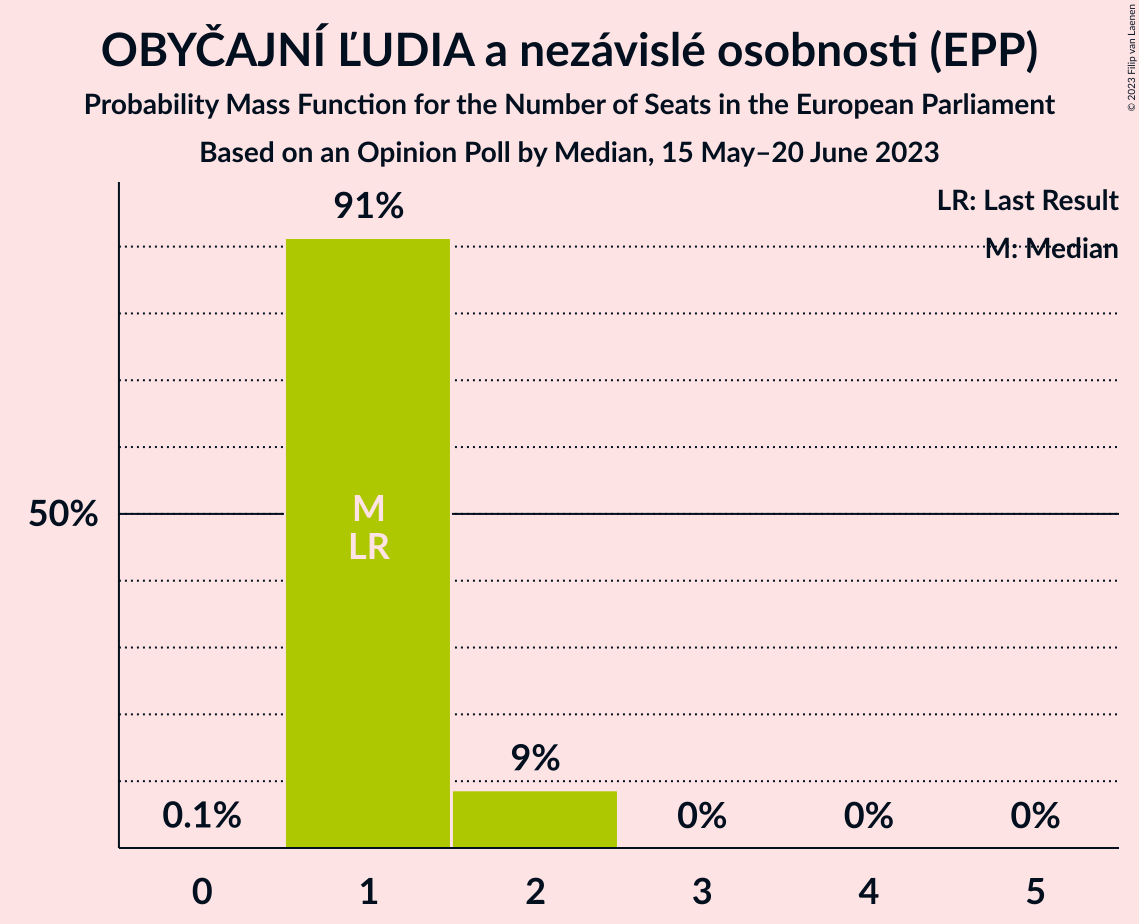 OBYČAJNÍ ĽUDIA a nezávislé osobnosti (EPP)
Probability Mass Function for the Number of Seats in the European Parliament
Based on an Opinion Poll by Median, 15 May–20 June 2023
© 2023 Filip van Laenen
LR: Last Result
M: Median
91%
50%
M
LR
9%
0.1%
0%
0%
0%
0
1
2
3
4
5